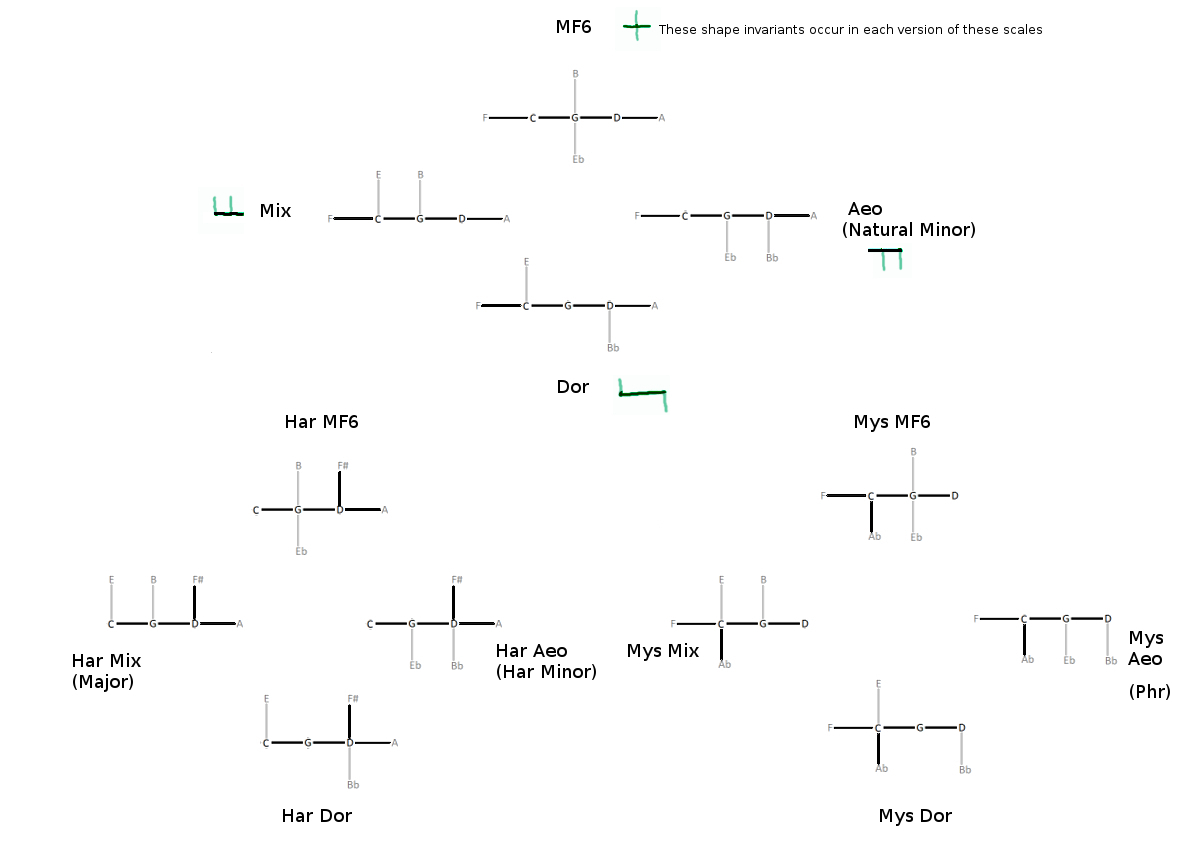 MF6
These shape invariants occur in each version of these scales
B
F C G D A
Eb
E B
Mix
F C G D A
Aeo
(Natural Minor)
F C G D A
Eb Bb
E
F C G D A
Bb
Dor
Har MF6
Mys MF6
B F#
C G D A
Eb
B
F C G D
Ab Eb
E B F#
C G D A
Har Mix
(Major)
F#
C G D A
Eb Bb
Har Aeo
(Har Minor)
E B
F C G D
Ab
Mys Mix
F C G D
Ab Eb Bb
Mys
Aeo
(Phr)
E F#
C G D A
Bb
Har Dor
E
F C G D
Ab Bb
Mys Dor